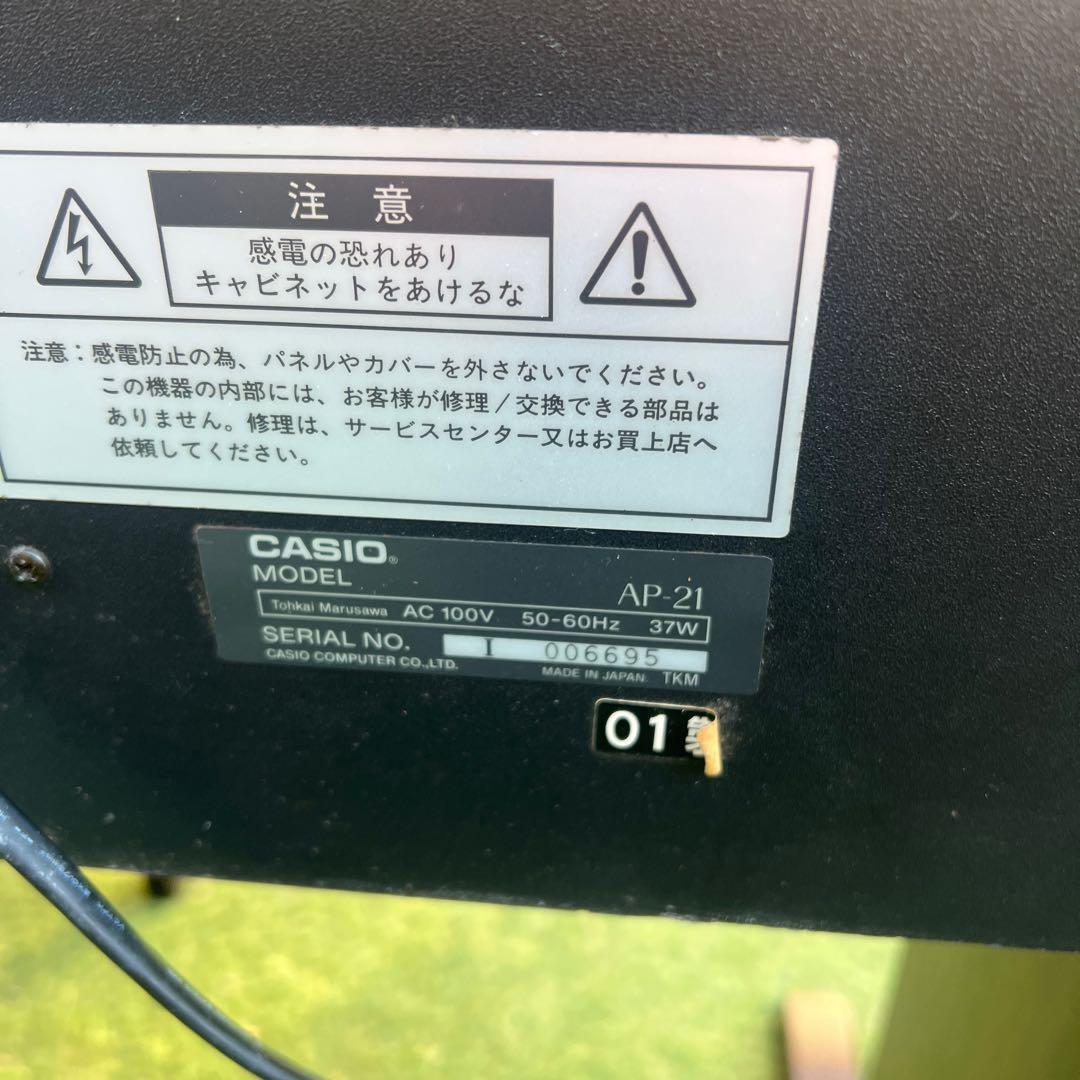 注 意
感電の恐れあり
キャビネットをあけるな
注意：感電防止の為、パネルやカバーを外さないでください。
この機器の内部には、お客様が修理／交換できる部品は
ありません。修理は、サービスセンター又はお買上店へ
依頼してください。
CASIO®
MODEL AP-21
Tohkai Marusawa AC 100V 50-60Hz 37W
SERIAL NO. I 006695
CASIO COMPUTER CO.,LTD. MADE IN JAPAN TKM
01